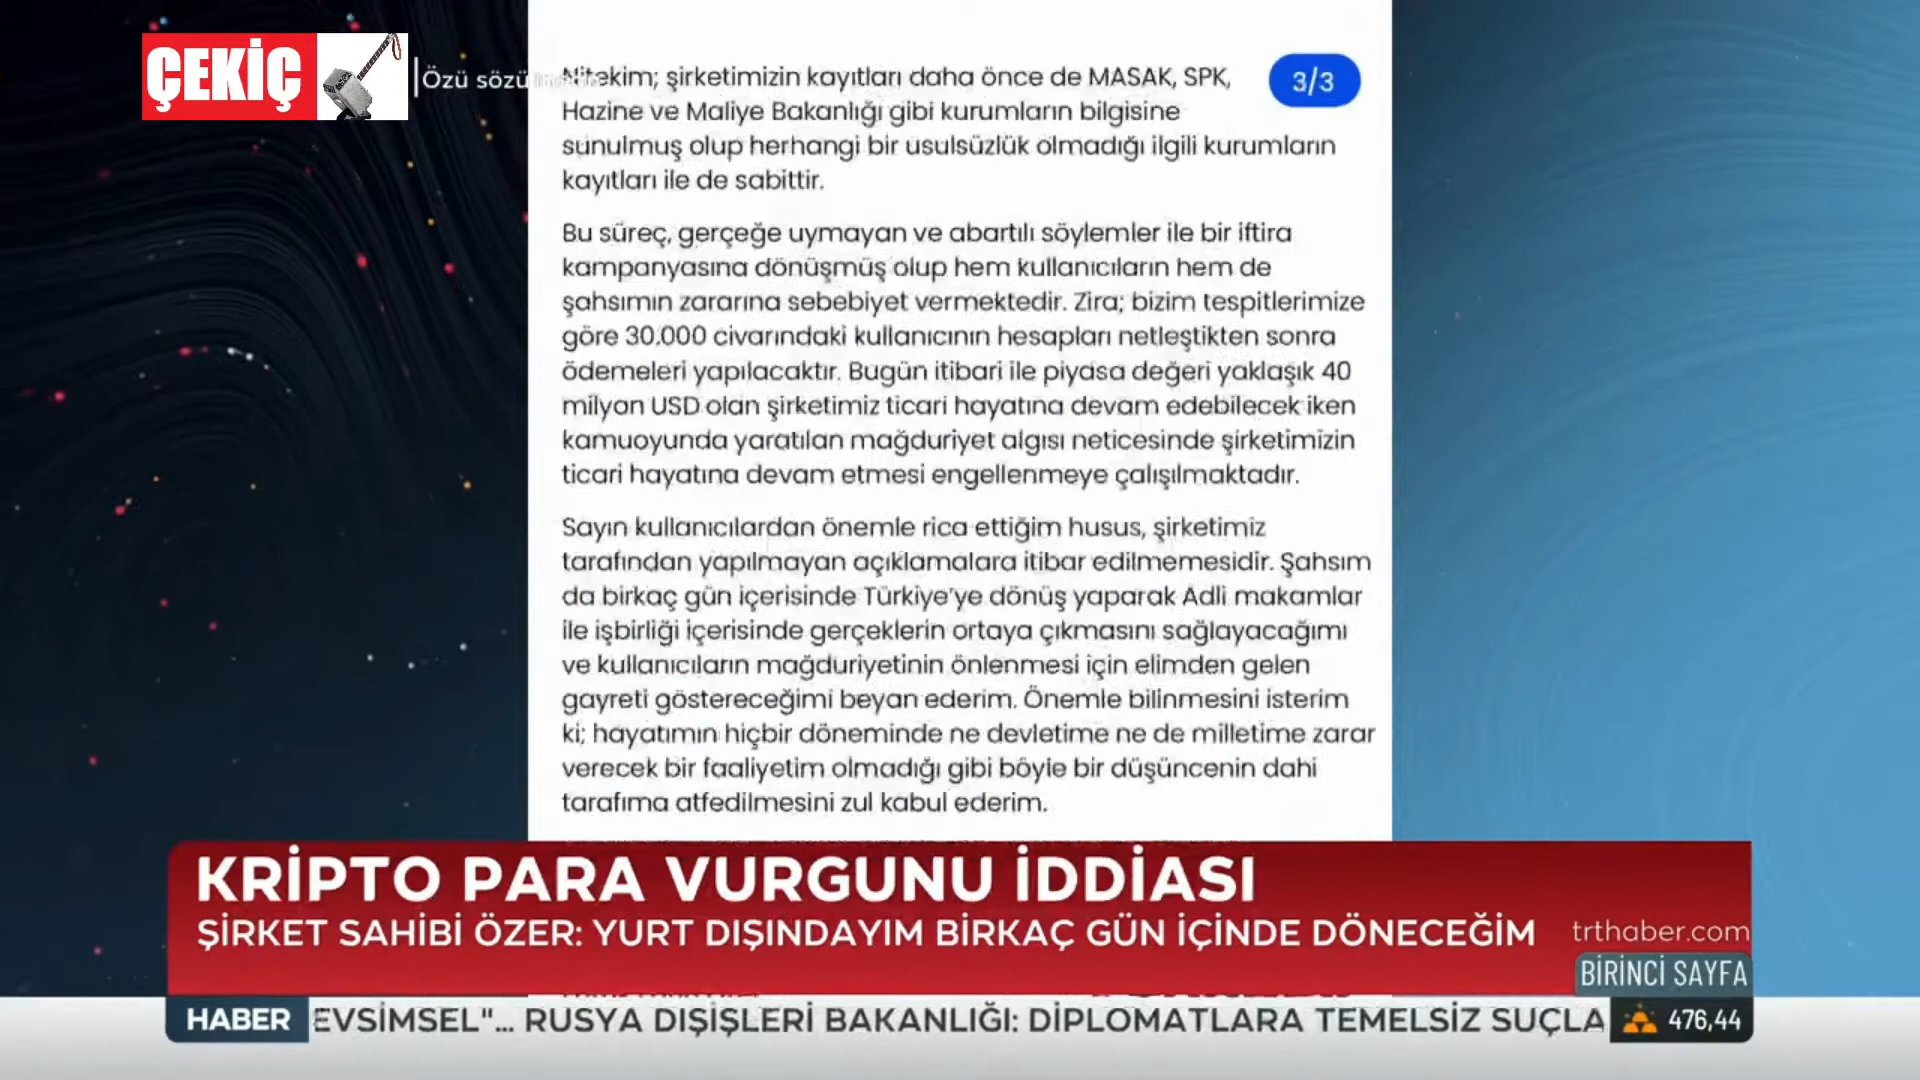 ÇEKİÇ
Özü sözü
Nitekim; şirketimizin kayıtları daha önce de MASAK, SPK,
3/3
Hazine ve Maliye Bakanlığı gibi kurumların bilgisine
sunulmuş olup herhangi bir usulsüzlük olmadığı ilgili kurumların
kayıtları ile de sabittir.
Bu süreç, gerçeğe uymayan ve abartılı söylemler ile bir iftira
kampanyasına dönüşmüş olup hem kullanıcıların hem de
şahsımın zararına sebebiyet vermektedir. Zira; bizim tespitlerimize
göre 30.000 civarındaki kullanıcının hesapları netleştikten sonra
ödemeleri yapılacaktır. Bugün itibari ile piyasa değeri yaklaşık 40
milyon USD olan şirketimiz ticari hayatına devam edebilecek iken
kamuoyunda yaratılan mağduriyet algısı neticesinde şirketimizin
ticari hayatına devam etmesi engellenmeye çalışılmaktadır.
Sayın kullanıcılardan önemle rica ettiğim husus, şirketimiz
tarafından yapılmayan açıklamalara itibar edilmemesidir. Şahsım
da birkaç gün içerisinde Türkiye'ye dönüş yaparak Adli makamlar
ile işbirliği içerisinde gerçeklerin ortaya çıkmasını sağlayacağımı
ve kullanıcıların mağduriyetinin önlenmesi için elimden gelen
gayreti göstereceğimi beyan ederim. Önemle bilinmesini isterim
ki; hayatımın hiçbir döneminde ne devletime ne de milletime zarar
verecek bir faaliyetim olmadığı gibi böyle bir düşüncenin dahi
tarafıma atfedilmesini zul kabul ederim.
KRİPTO PARA VURGUNU İDDİASI
ŞİRKET SAHİBİ ÖZER: YURT DIŞINDAYIM BİRKAÇ GÜN İÇİNDE DÖNECEĞİM
trthaber.com
BİRİNCİ SAYFA
HABER
EVSİMSEL"... RUSYA DIŞİŞLERİ BAKANLIĞI: DİPLOMATLARA TEMELSİZ SUÇLA
476,44